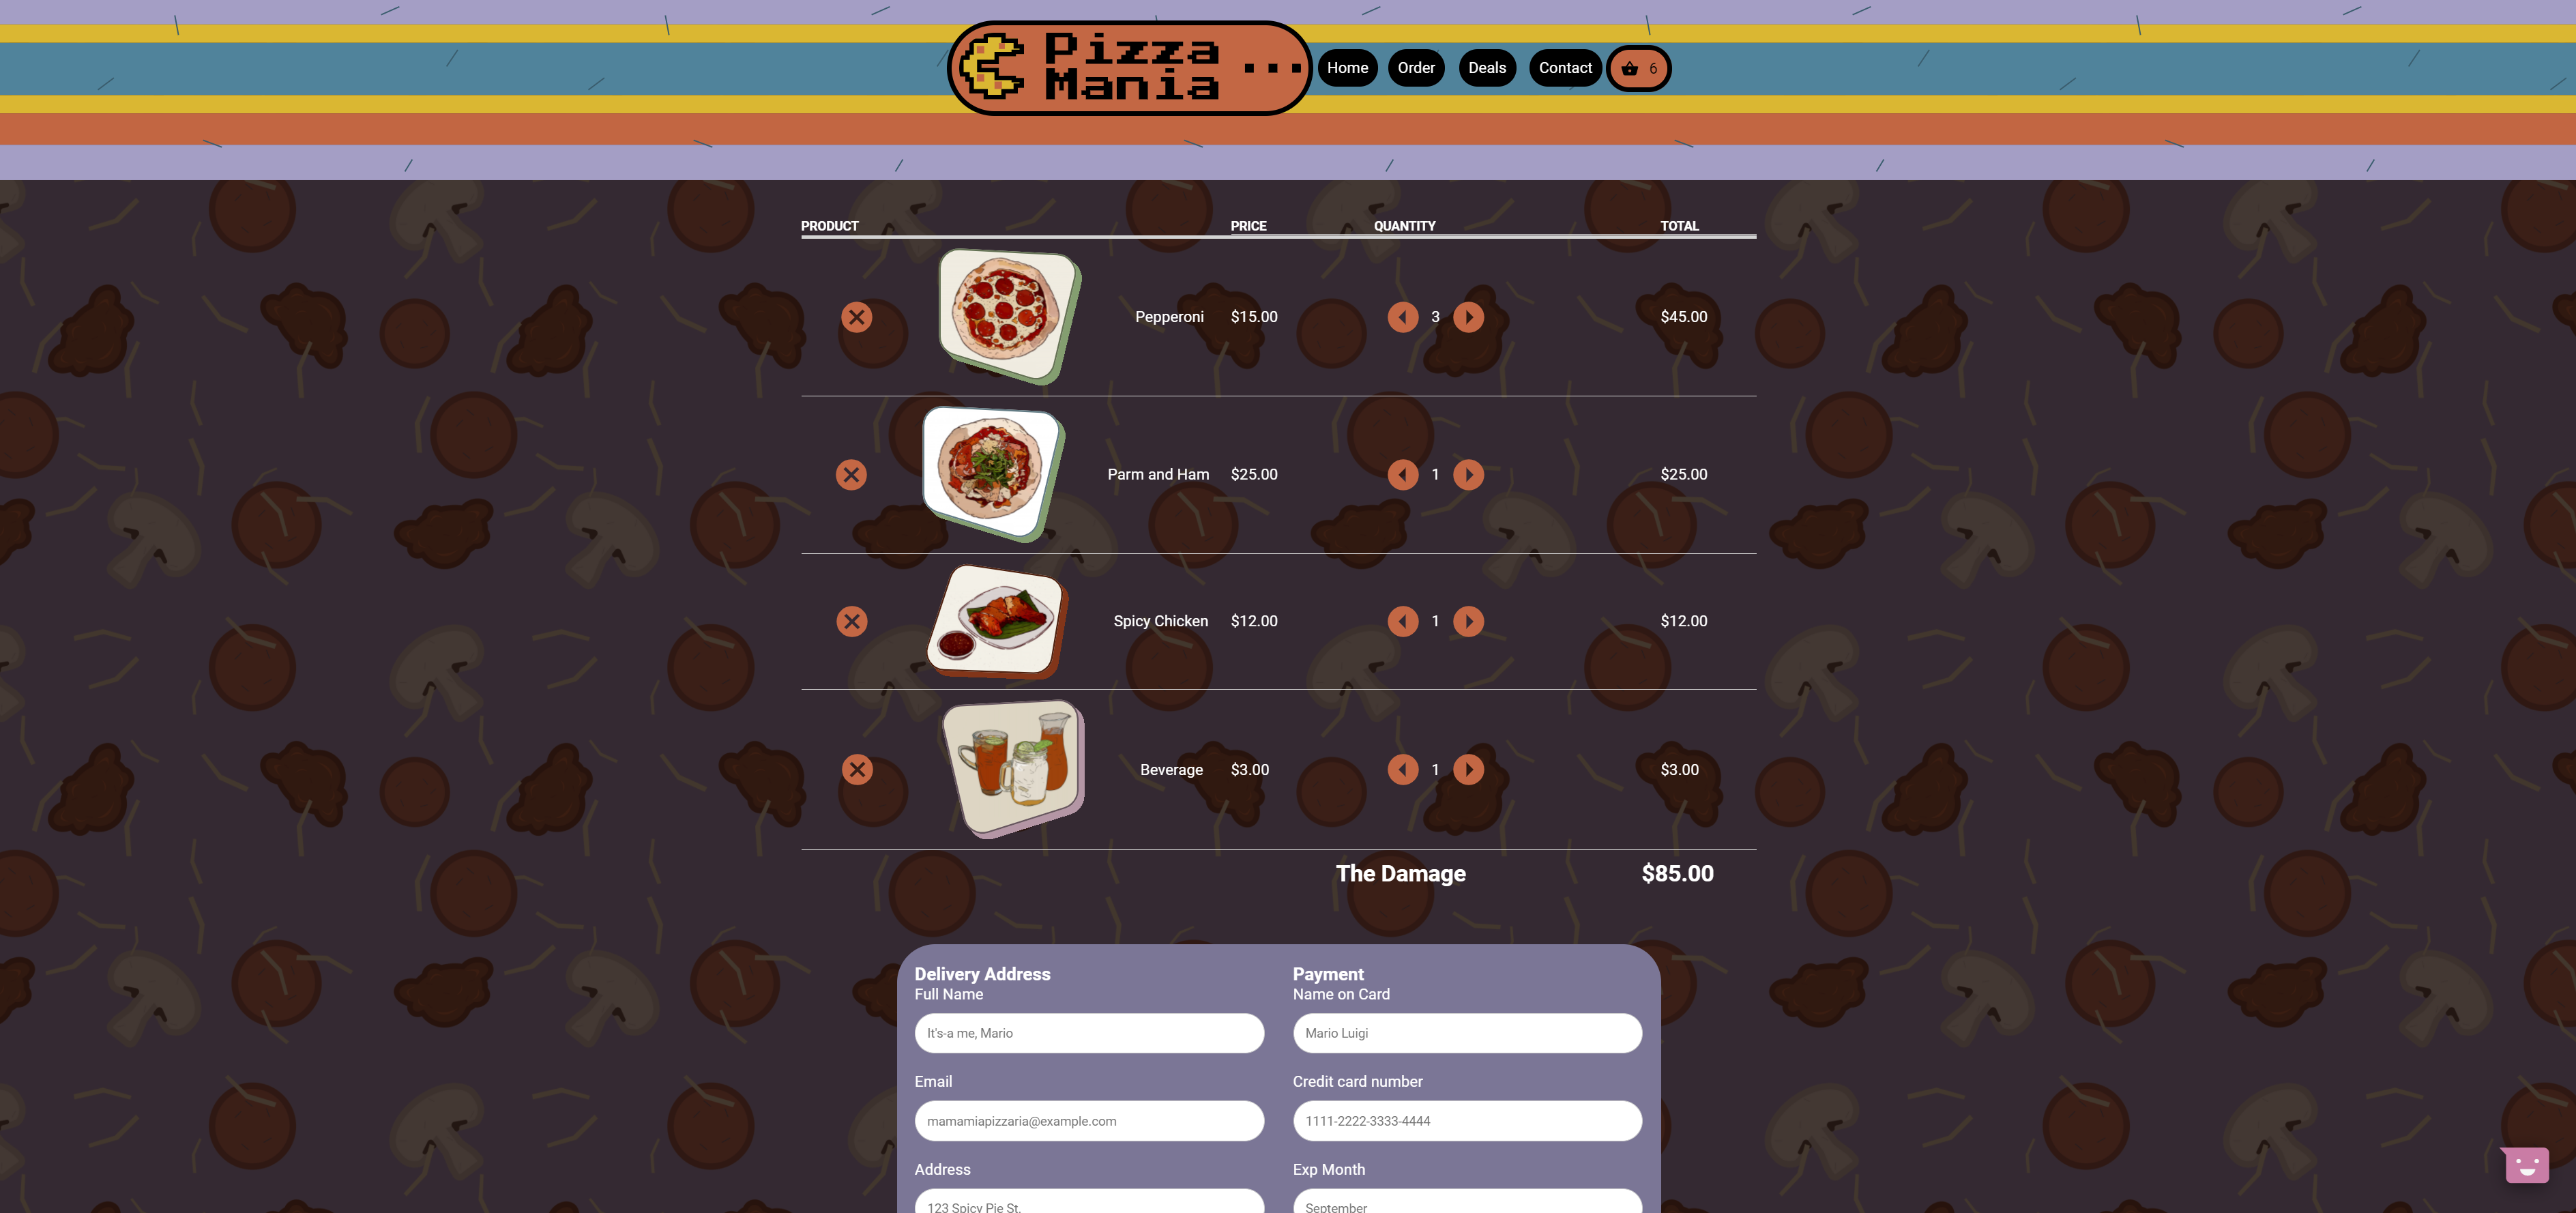 Pizza
Mania
Home Order Deals Contact 6
PRODUCT PRICE QUANTITY TOTAL
Pepperoni $15.00 3 $45.00
Parm and Ham $25.00 1 $25.00
Spicy Chicken $12.00 1 $12.00
Beverage $3.00 1 $3.00
The Damage $85.00
Delivery Address
Full Name
It's-a me, Mario
Email
mamamiapizzaria@example.com
Address
123 Spicy Pie St.
Payment
Name on Card
Mario Luigi
Credit card number
1111-2222-3333-4444
Exp Month
September